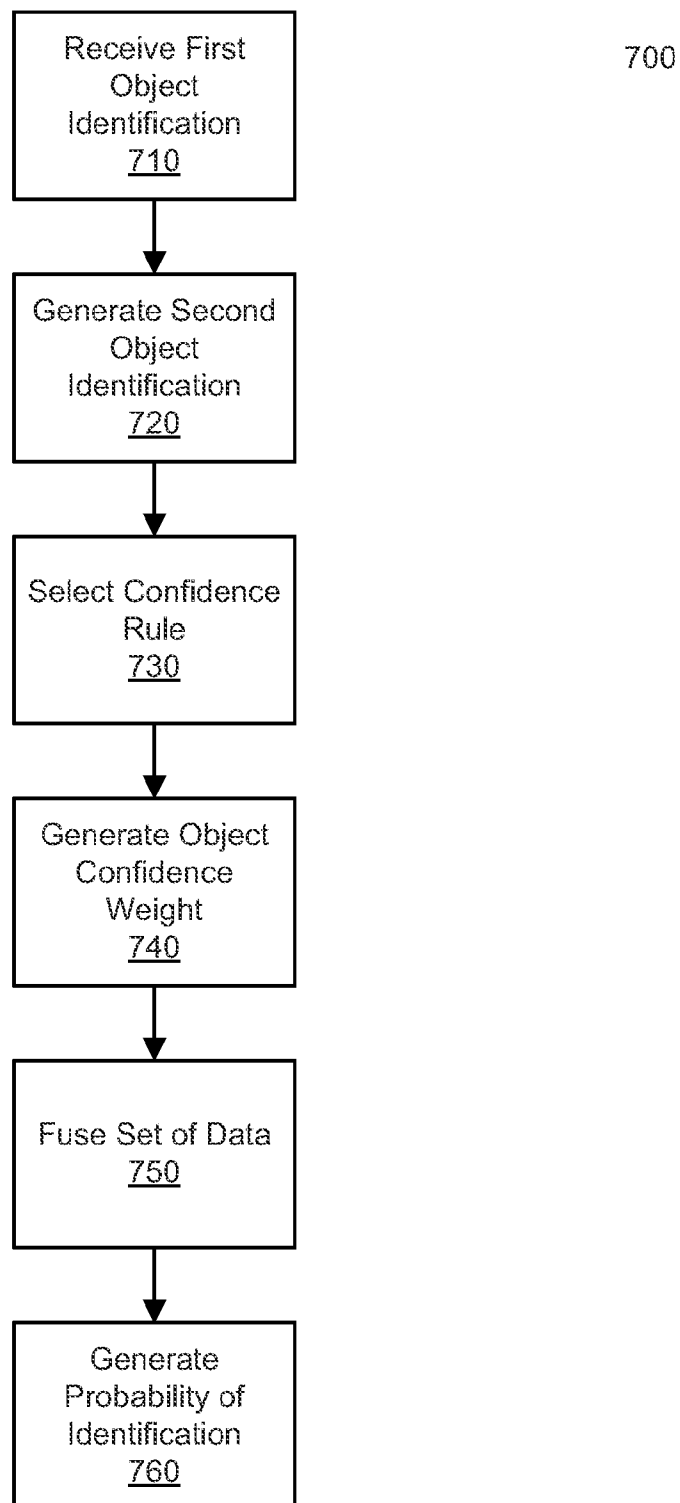 Receive First
Object
Identification
710
700
Generate Second
Object
Identification
720
Select Confidence
Rule
730
Generate Object
Confidence
Weight
740
Fuse Set of Data
750
Generate
Probability of
Identification
760